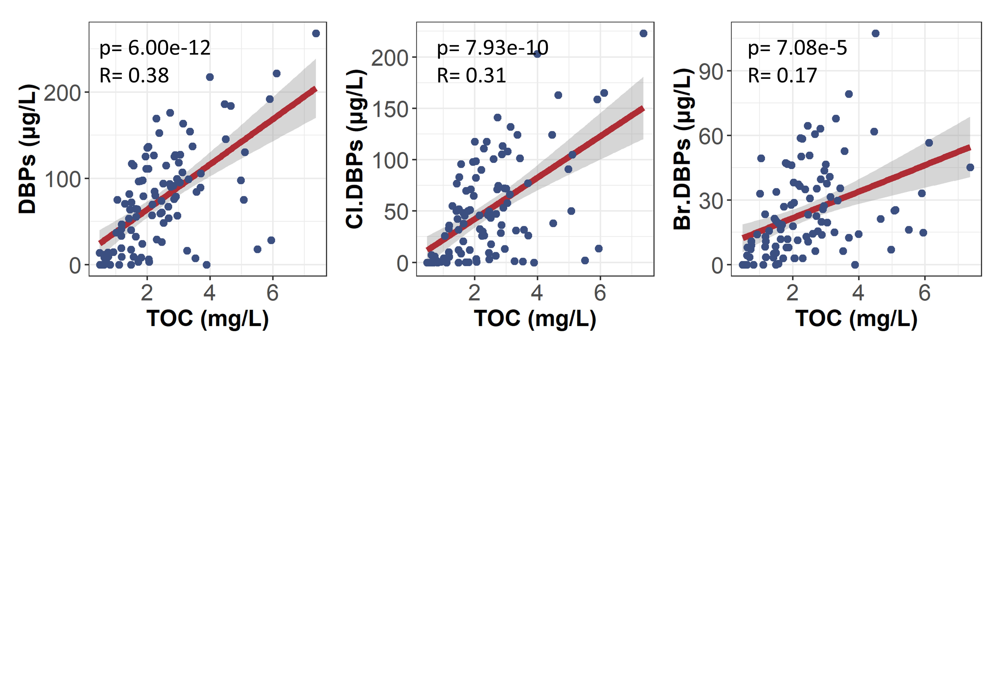 p= 6.00e-12
R= 0.38
DBPs (µg/L)
200
100
0
2 4 6
TOC (mg/L)
p= 7.93e-10
R= 0.31
Cl.DBPs (µg/L)
200
150
100
50
0
2 4 6
TOC (mg/L)
p= 7.08e-5
R= 0.17
Br.DBPs (µg/L)
90
60
30
0
2 4 6
TOC (mg/L)